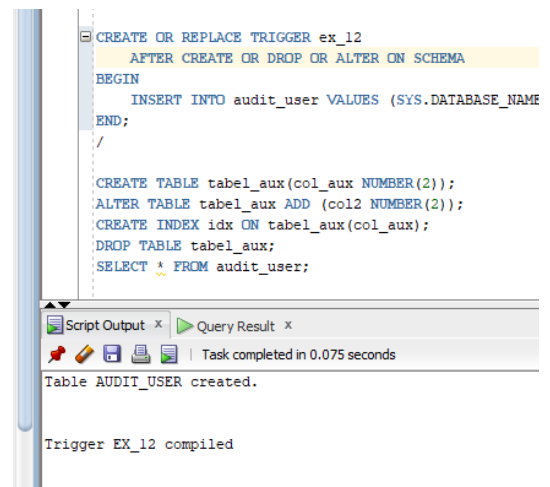 CREATE OR REPLACE TRIGGER ex_12
AFTER CREATE OR DROP OR ALTER ON SCHEMA
BEGIN
INSERT INTO audit_user VALUES (SYS.DATABASE_NAME
END;
/
CREATE TABLE tabel_aux(col_aux NUMBER(2));
ALTER TABLE tabel_aux ADD (col2 NUMBER(2));
CREATE INDEX idx ON tabel_aux(col_aux);
DROP TABLE tabel_aux;
SELECT * FROM audit_user;
Script Output x Query Result x
Task completed in 0.075 seconds
Table AUDIT_USER created.
Trigger EX_12 compiled